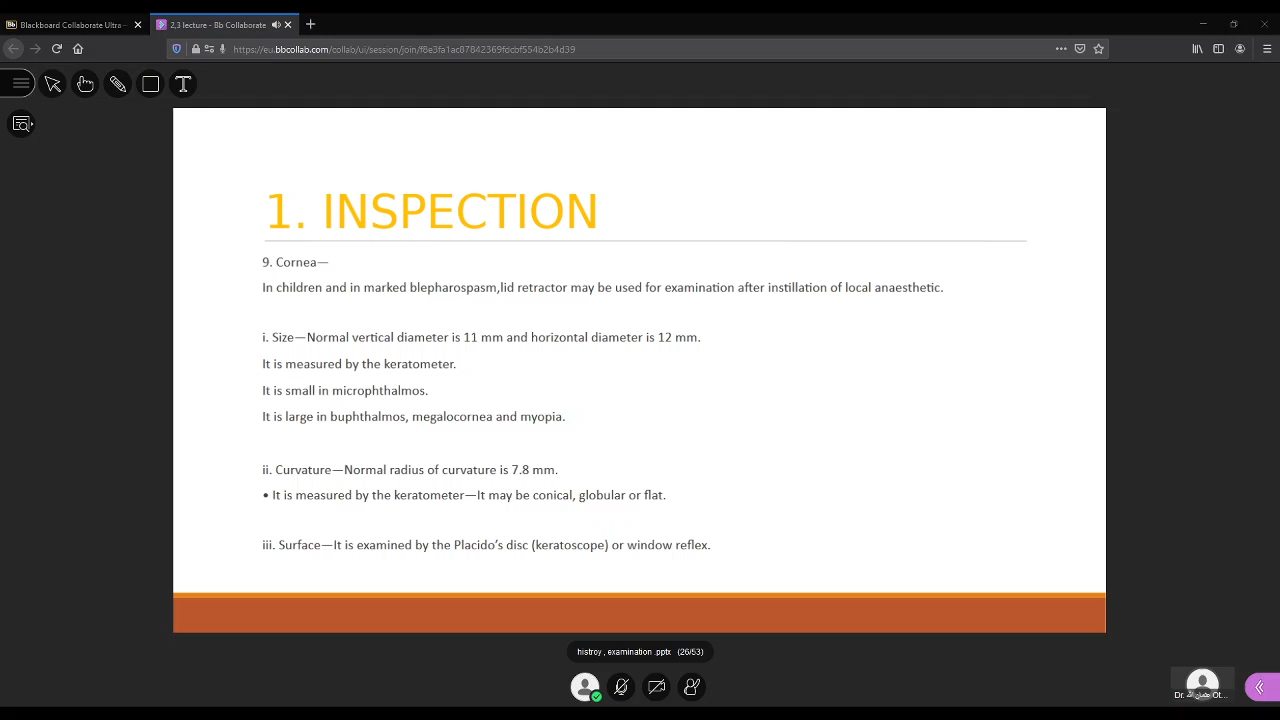 Blackboard Collaborate Ultra –
2,3 lecture - Bb Collaborate
https://eu.bbcollab.com/collab/ui/session/join/f8e3fa1ac87842369fdcbf554b2b4d39
1. INSPECTION
9. Cornea—
In children and in marked blepharospasm,lid retractor may be used for examination after instillation of local anaesthetic.
i. Size—Normal vertical diameter is 11 mm and horizontal diameter is 12 mm.
It is measured by the keratometer.
It is small in microphthalmos.
It is large in buphthalmos, megalocornea and myopia.
ii. Curvature—Normal radius of curvature is 7.8 mm.
• It is measured by the keratometer—It may be conical, globular or flat.
iii. Surface—It is examined by the Placido’s disc (keratoscope) or window reflex.
histroy , examination .pptx (26/53)
Dr. Ot...